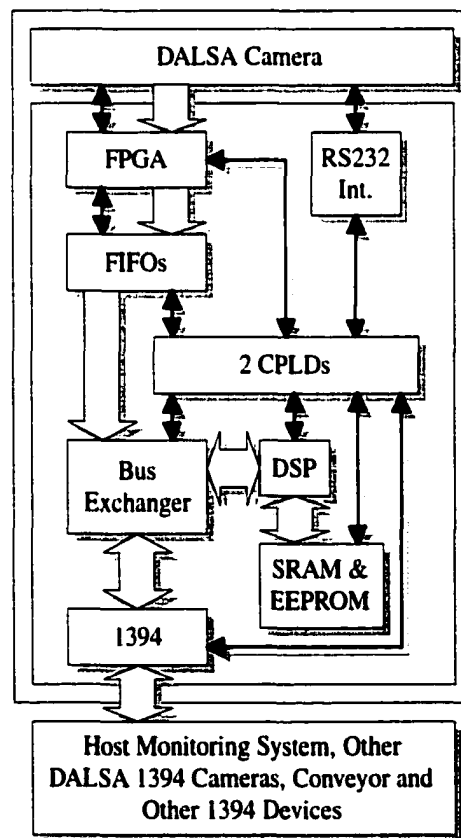 DALSA Camera
FPGA
RS232
Int.
FIFOs
2 CPLDs
Bus
Exchanger
DSP
SRAM &
EEPROM
1394
Host Monitoring System, Other
DALSA 1394 Cameras, Conveyor and
Other 1394 Devices